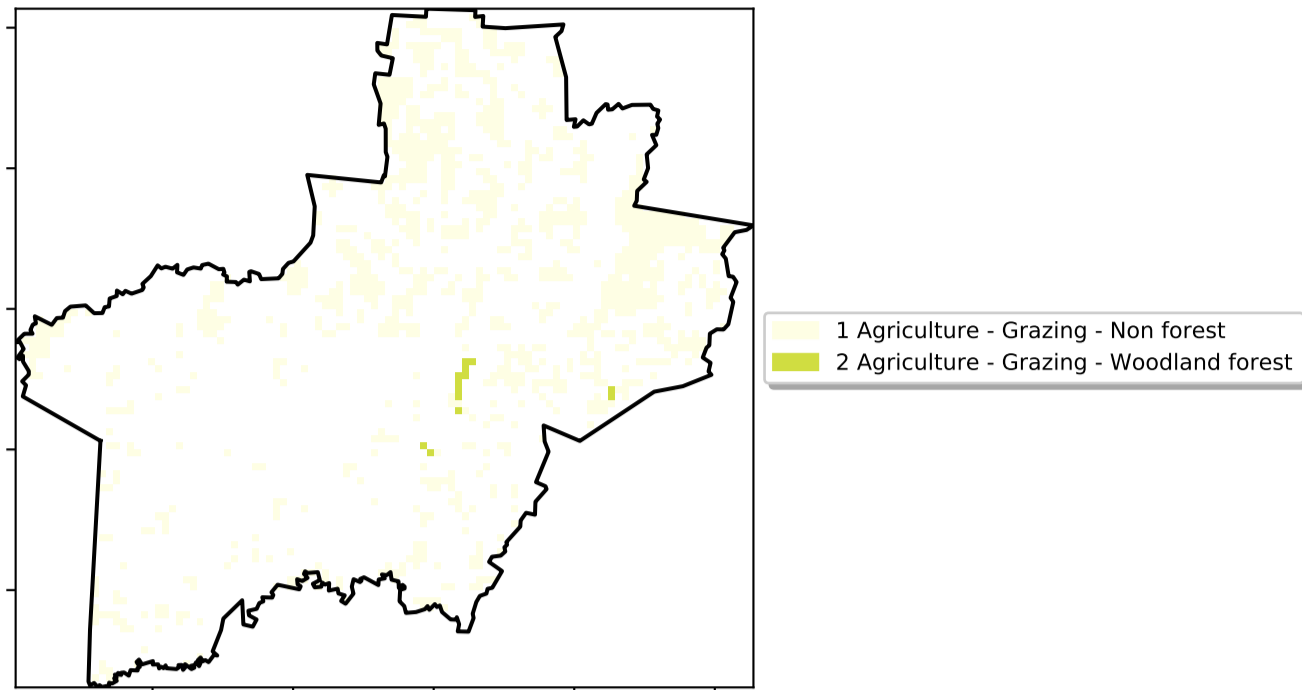 1 Agriculture - Grazing - Non forest
2 Agriculture - Grazing - Woodland forest